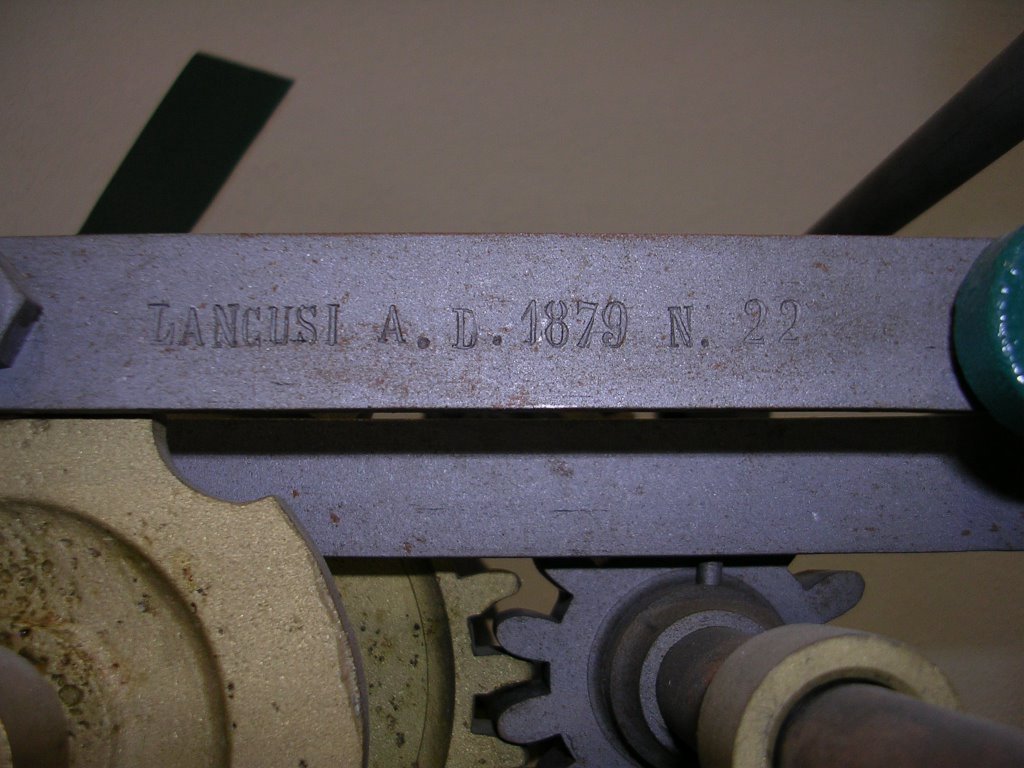 LANCUSI A. D. 1879 N. 22